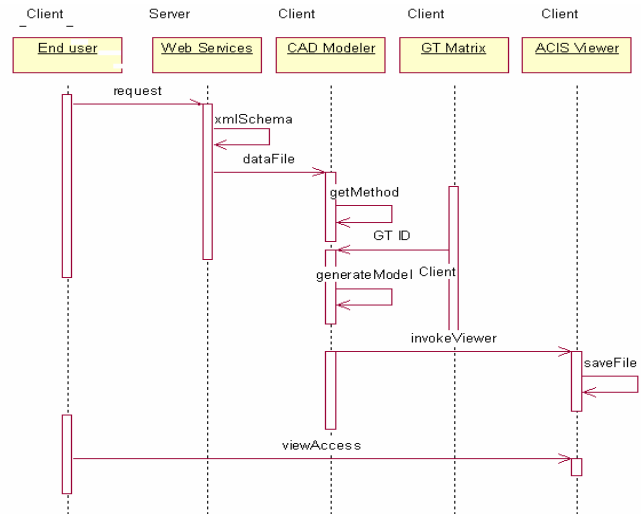 Client Server Client Client Client
End user Web Services CAD Modeler GT Matrix ACIS Viewer
request
xmlSchema
dataFile
getMethod
GT ID
generateModel Client
invokeViewer
saveFile
viewAccess